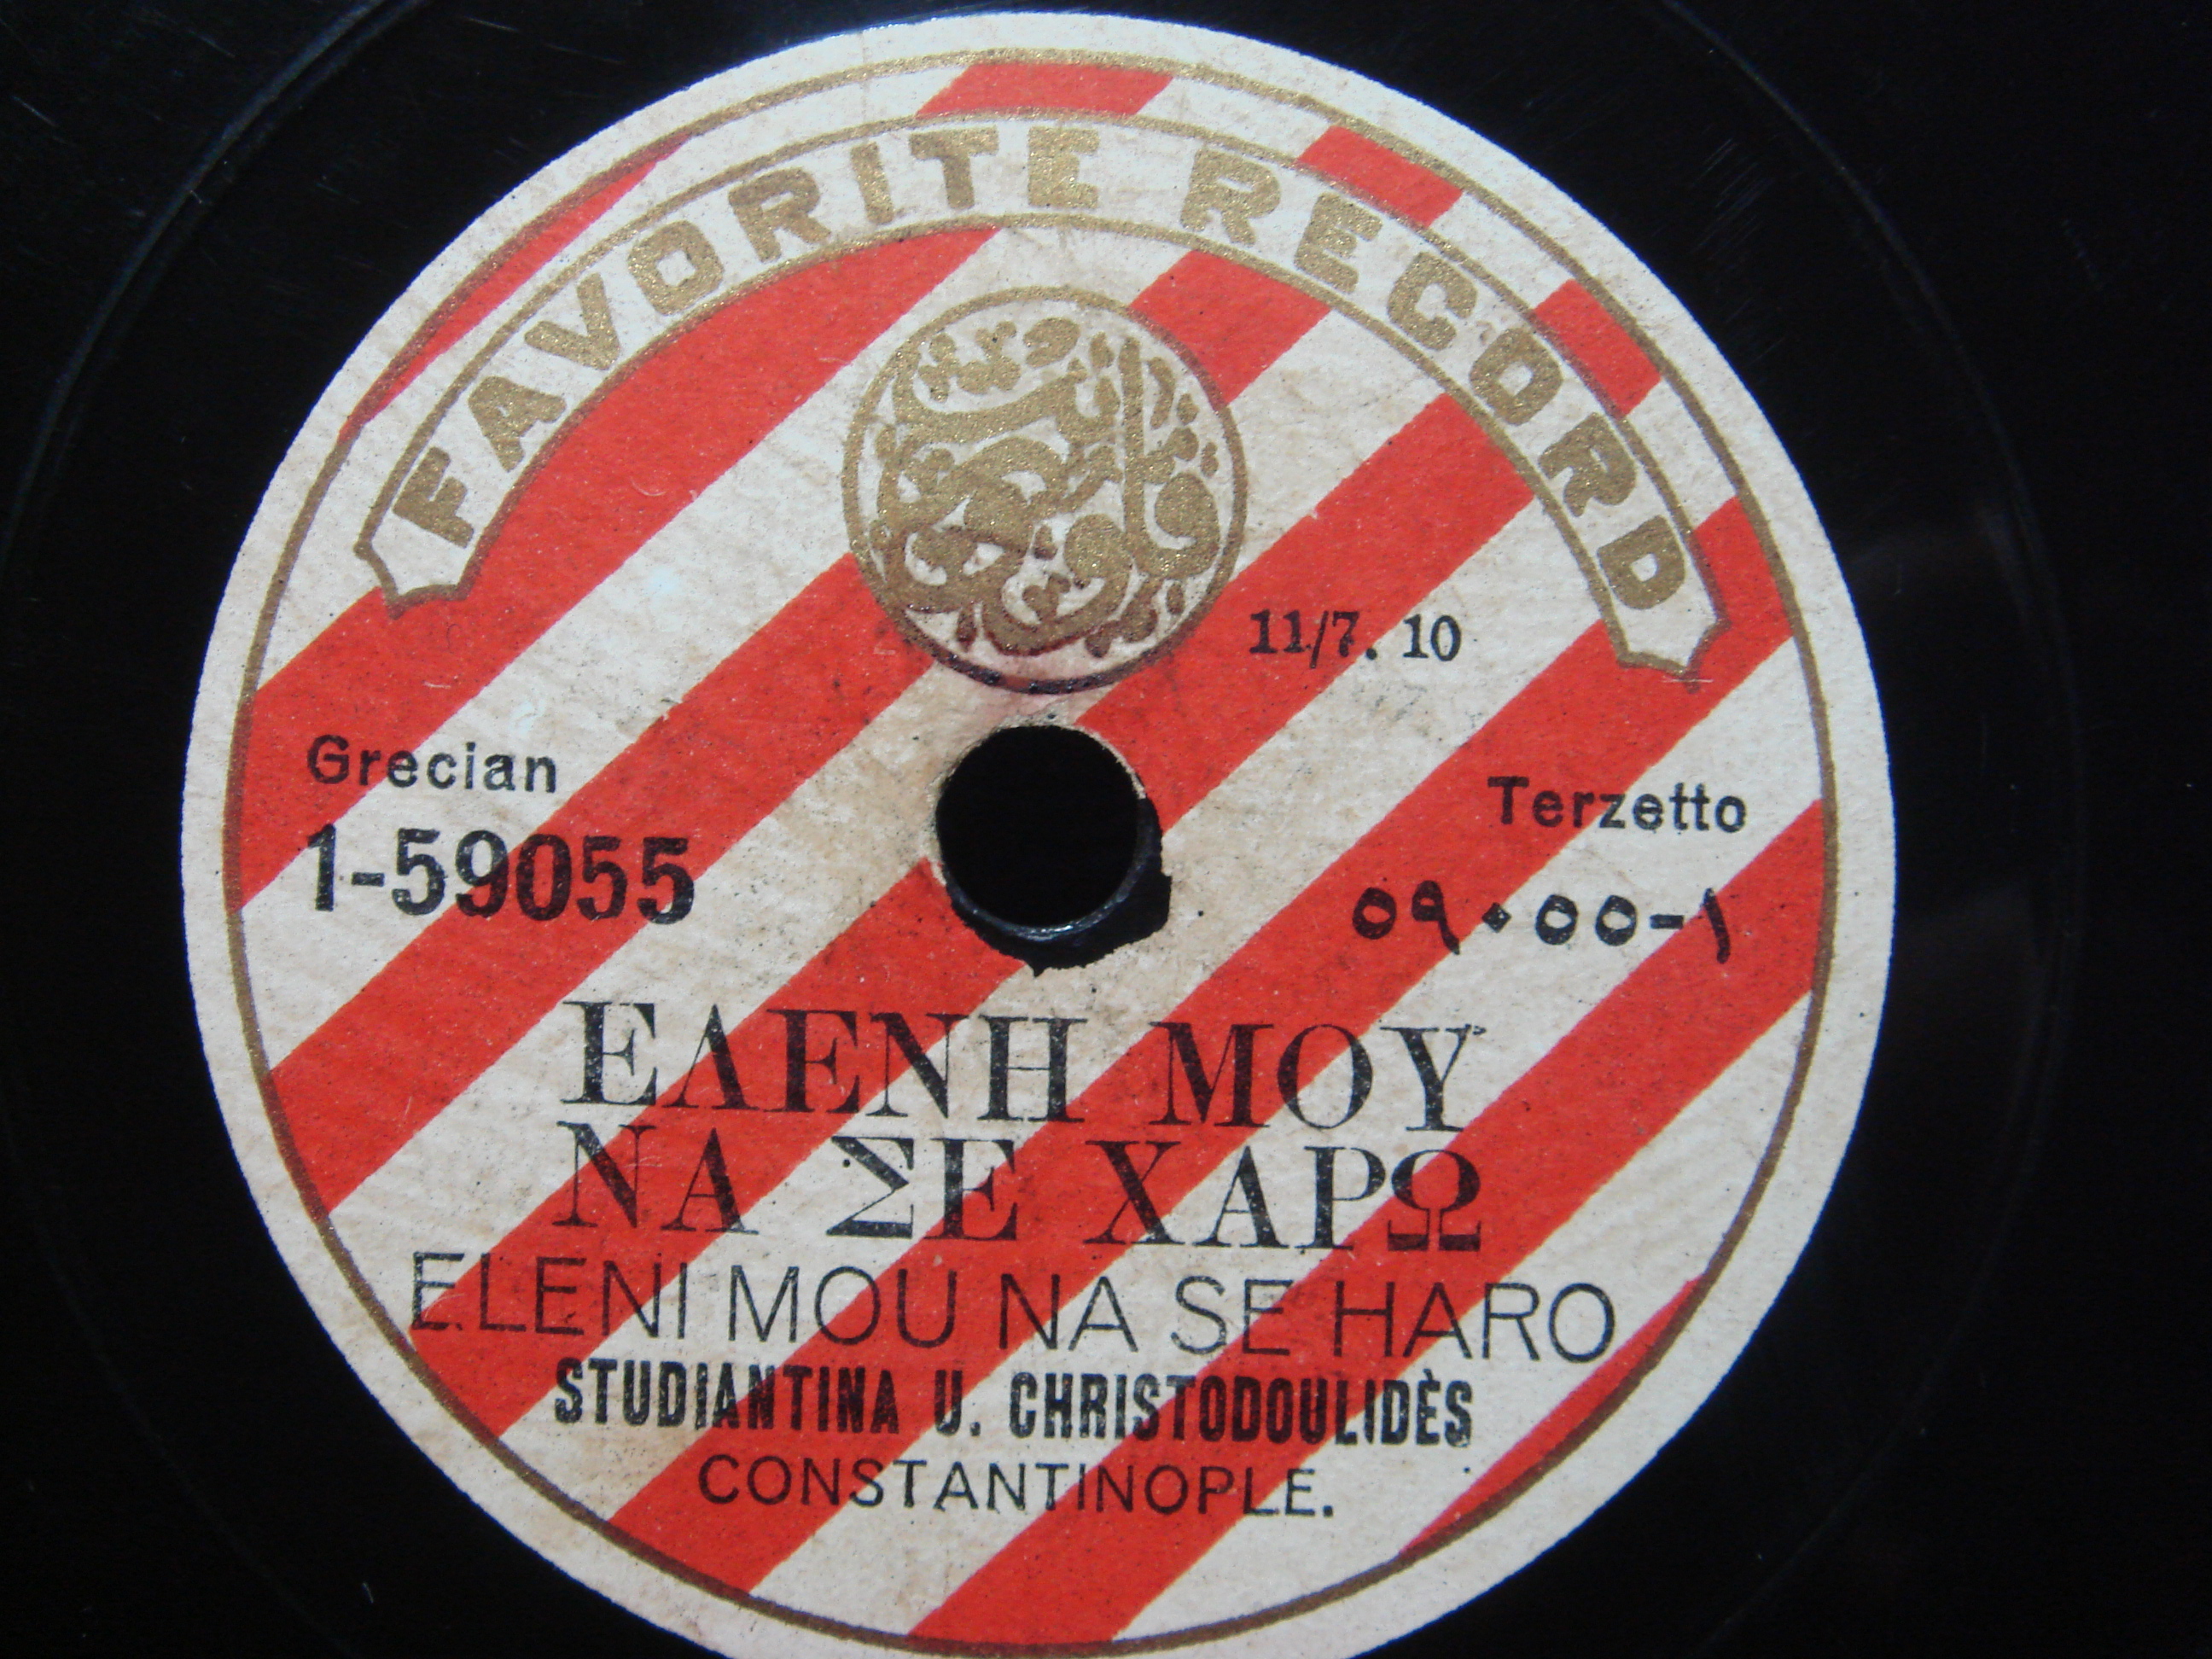 FAVORITE RECORD
11/7. 10
Grecian
Terzetto
1-59055
٥٩٠٥٥-١
ΕΛΕΝΗ ΜΟΥ
ΝΑ ΣΕ ΧΑΡΩ
ELENI MOU NA SE HARO
STUDIANTINA U. CHRISTODOULIDÈS
CONSTANTINOPLE.